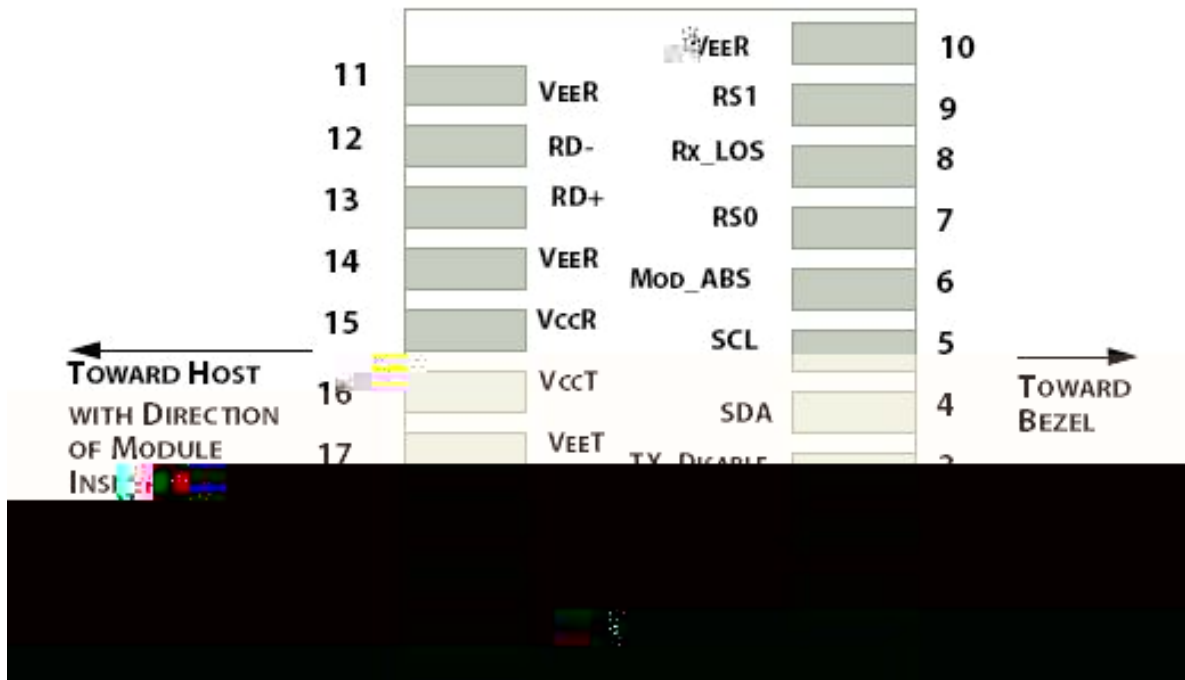 VEER 10
11 VEER
RS1 9
12 RD-
Rx_LOS 8
13 RD+
RS0 7
14 VEER
MOD_ABS 6
15 VCCR
SCL 5
TOWARD HOST
WITH DIRECTION
OF MODULE
16 VCCT
SDA 4
TOWARD
BEZEL
17 VEET
TX_DISABLE